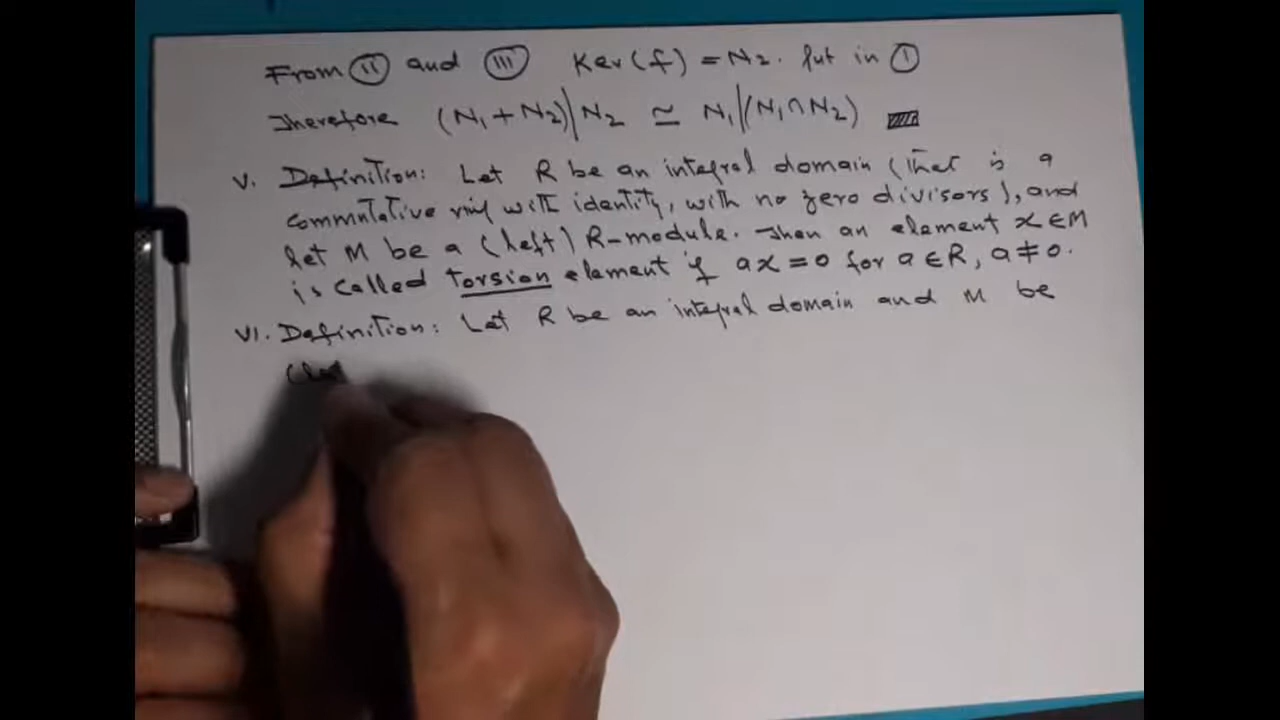 From (II) and (III) Ker(f) = N2. Put in (I)
Therefore (N1 + N2)|N2 ≅ N1|(N1 ∩ N2) ▨
V. Definition: Let R be an integral domain (that is a
commutative ring with identity, with no zero divisors), and
let M be a (left) R-module. Then an element x ∈ M
is called torsion element if ax = 0 for a ∈ R, a ≠ 0.
VI. Definition: Let R be an integral domain and M be